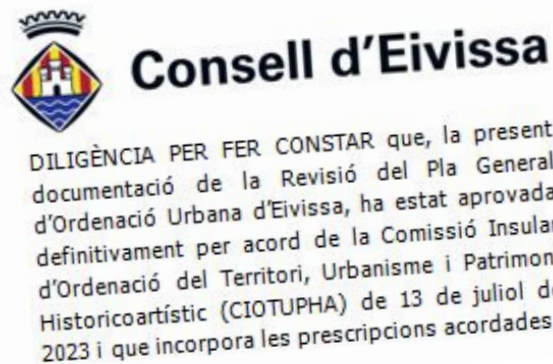 Consell d'Eivissa
DILIGÈNCIA PER FER CONSTAR que, la present
documentació de la Revisió del Pla General
d'Ordenació Urbana d'Eivissa, ha estat aprovada
definitivament per acord de la Comissió Insular
d'Ordenació del Territori, Urbanisme i Patrimoni
Historicoartístic (CIOTUPHA) de 13 de juliol de
2023 i que incorpora les prescripcions acordades